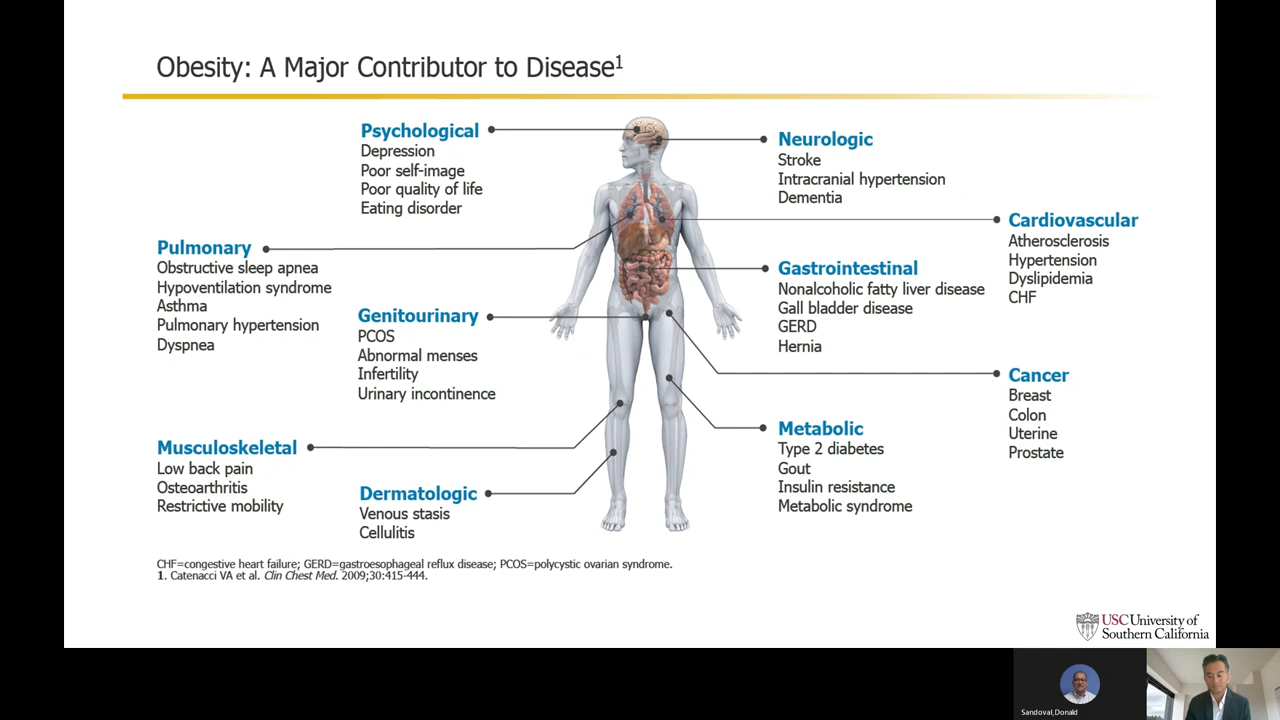 Obesity: A Major Contributor to Disease1
Psychological
Depression
Poor self-image
Poor quality of life
Eating disorder
Neurologic
Stroke
Intracranial hypertension
Dementia
Cardiovascular
Atherosclerosis
Hypertension
Dyslipidemia
CHF
Pulmonary
Obstructive sleep apnea
Hypoventilation syndrome
Asthma
Pulmonary hypertension
Dyspnea
Gastrointestinal
Nonalcoholic fatty liver disease
Gall bladder disease
GERD
Hernia
Genitourinary
PCOS
Abnormal menses
Infertility
Urinary incontinence
Cancer
Breast
Colon
Uterine
Prostate
Metabolic
Type 2 diabetes
Gout
Insulin resistance
Metabolic syndrome
Musculoskeletal
Low back pain
Osteoarthritis
Restrictive mobility
Dermatologic
Venous stasis
Cellulitis
CHF=congestive heart failure; GERD=gastroesophageal reflux disease; PCOS=polycystic ovarian syndrome.
1. Catenacci VA et al. Clin Chest Med. 2009;30:415-444.
USC University of
Southern California
Sandoval,Donald